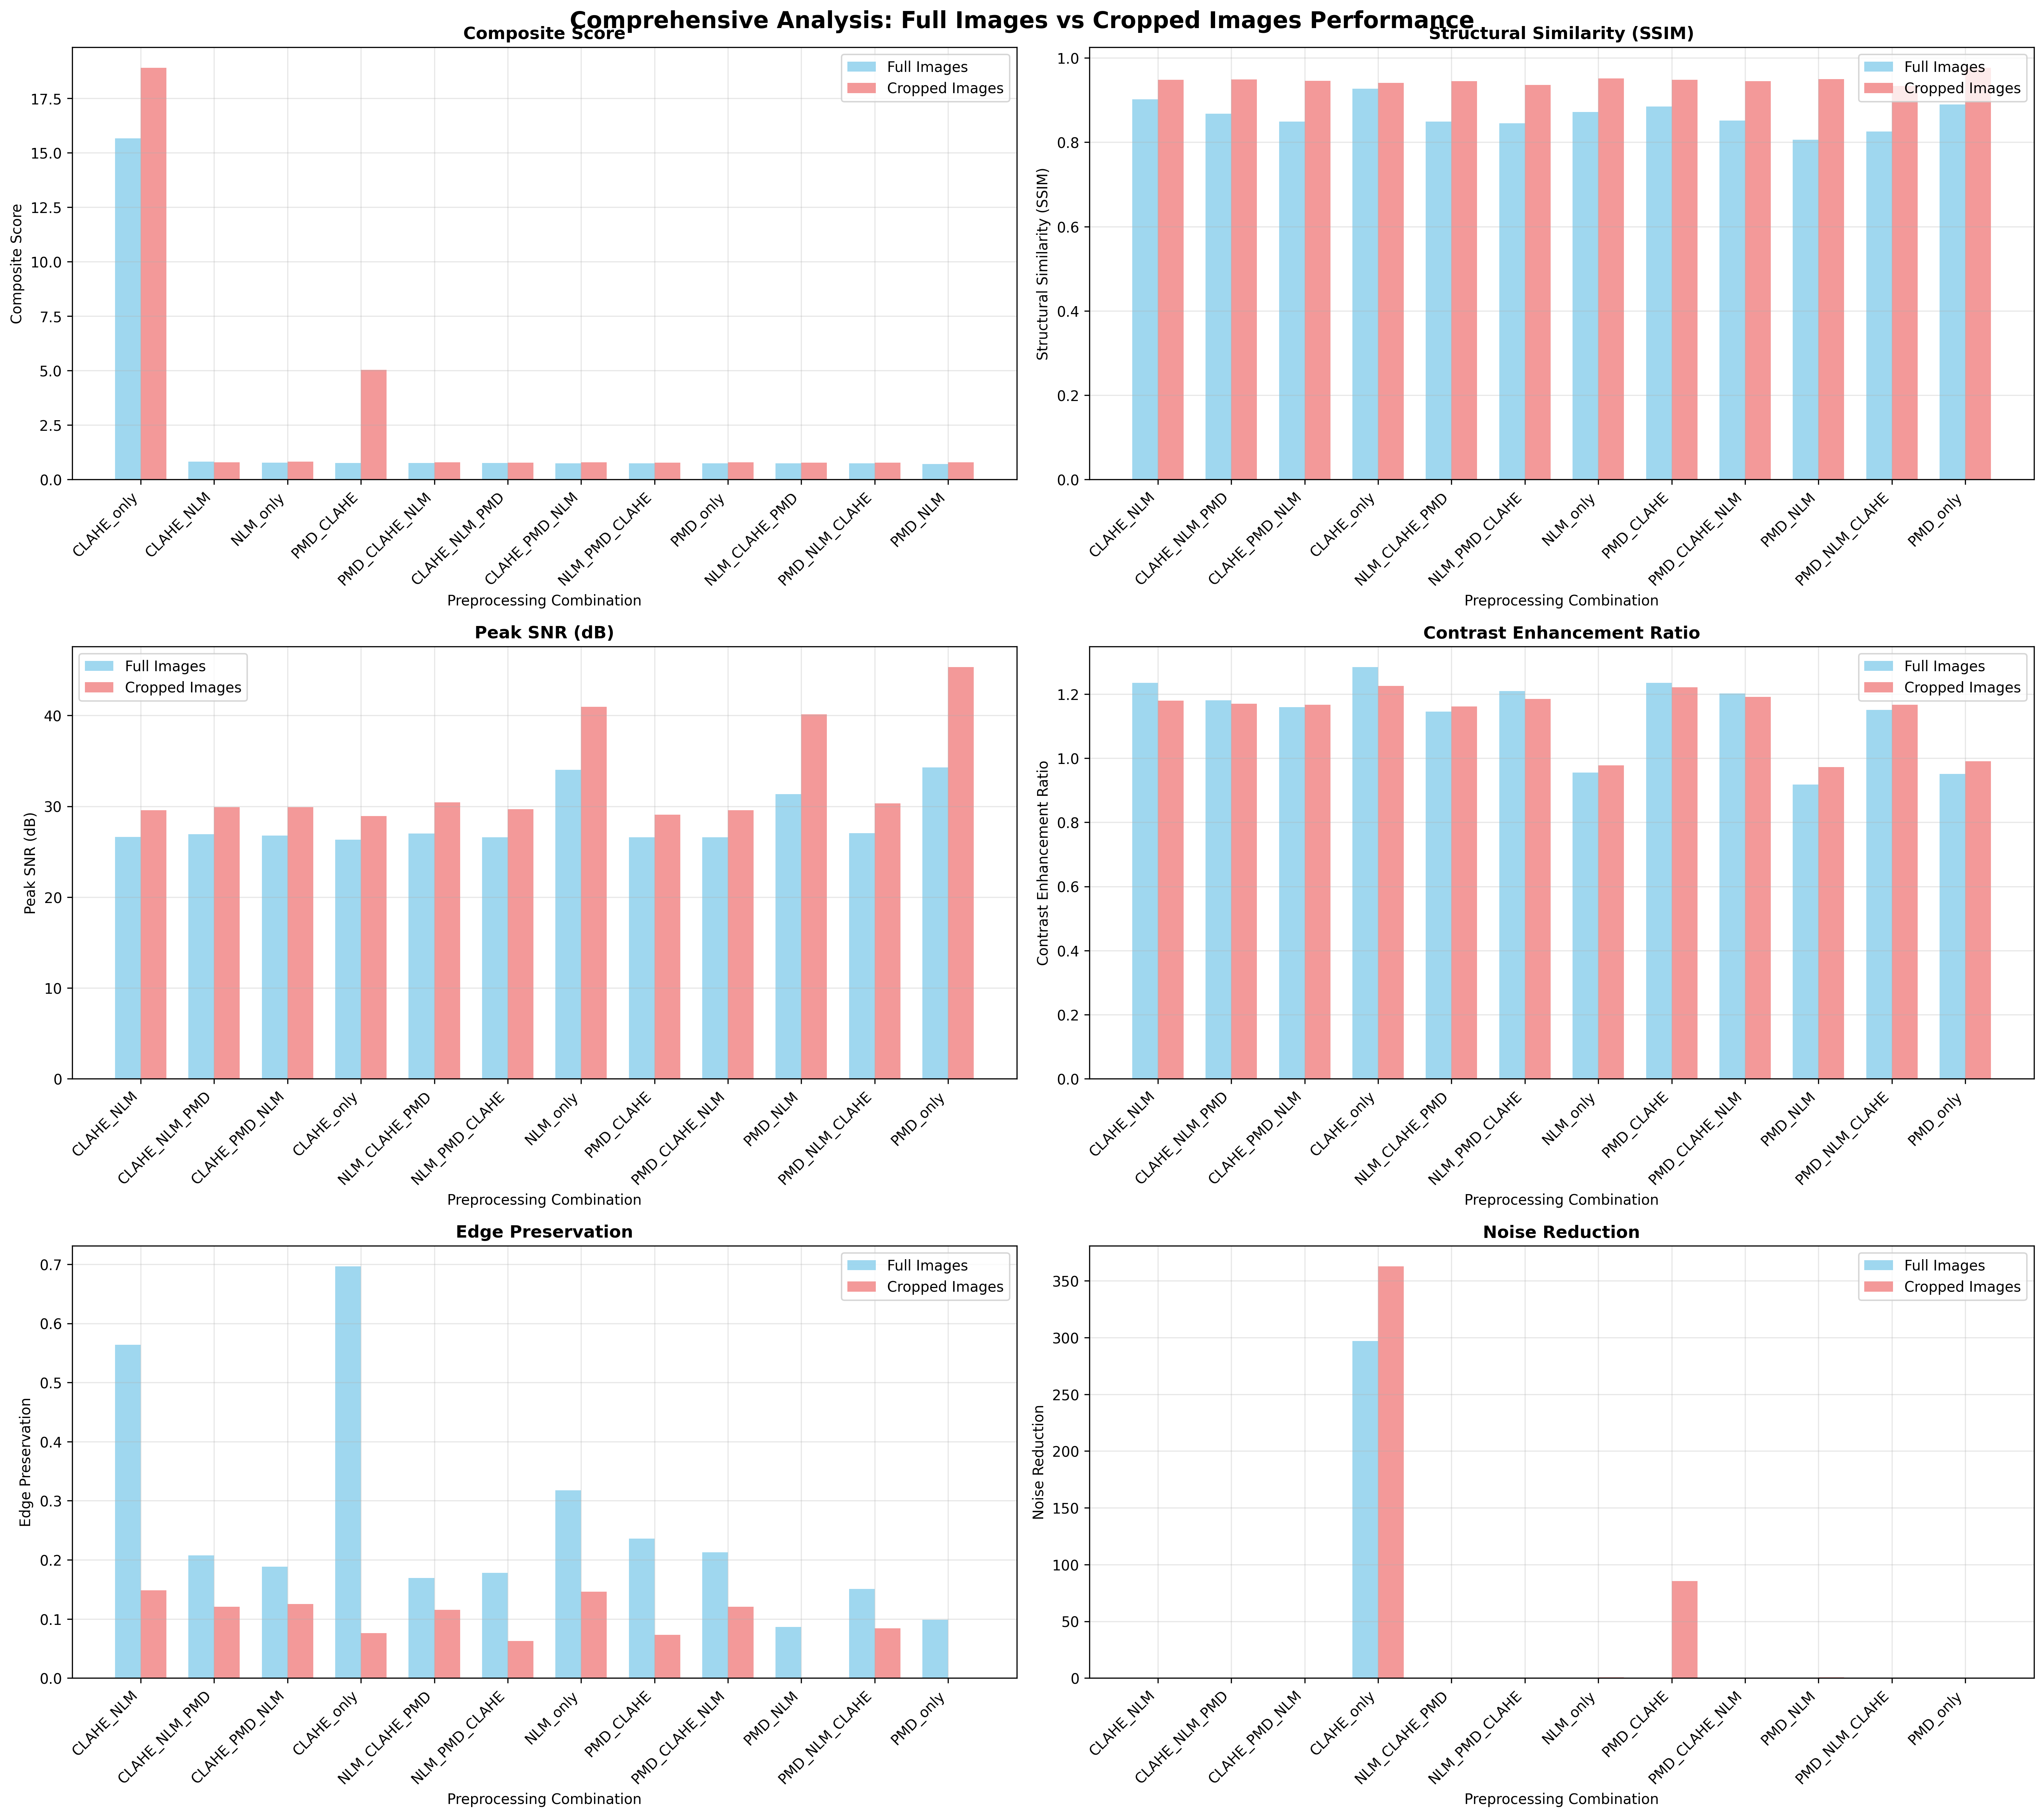 Comprehensive Analysis: Full Images vs Cropped Images Performance
Composite Score
Full Images
Cropped Images
17.5
15.0
12.5
10.0
7.5
5.0
2.5
0.0
Composite Score
CLAHE_only
CLAHE_NLM
NLM_only
PMD_CLAHE
PMD_CLAHE_NLM
CLAHE_NLM_PMD
CLAHE_PMD_NLM
NLM_PMD_CLAHE
PMD_only
NLM_CLAHE_PMD
PMD_NLM_CLAHE
PMD_NLM
Preprocessing Combination
Structural Similarity (SSIM)
Full Images
Cropped Images
1.0
0.8
0.6
0.4
0.2
0.0
Structural Similarity (SSIM)
CLAHE_NLM
CLAHE_NLM_PMD
CLAHE_PMD_NLM
CLAHE_only
NLM_CLAHE_PMD
NLM_PMD_CLAHE
NLM_only
PMD_CLAHE
PMD_CLAHE_NLM
PMD_NLM
PMD_NLM_CLAHE
PMD_only
Preprocessing Combination
Peak SNR (dB)
Full Images
Cropped Images
40
30
20
10
0
Peak SNR (dB)
CLAHE_NLM
CLAHE_NLM_PMD
CLAHE_PMD_NLM
CLAHE_only
NLM_CLAHE_PMD
NLM_PMD_CLAHE
NLM_only
PMD_CLAHE
PMD_CLAHE_NLM
PMD_NLM
PMD_NLM_CLAHE
PMD_only
Preprocessing Combination
Contrast Enhancement Ratio
Full Images
Cropped Images
1.2
1.0
0.8
0.6
0.4
0.2
0.0
Contrast Enhancement Ratio
CLAHE_NLM
CLAHE_NLM_PMD
CLAHE_PMD_NLM
CLAHE_only
NLM_CLAHE_PMD
NLM_PMD_CLAHE
NLM_only
PMD_CLAHE
PMD_CLAHE_NLM
PMD_NLM
PMD_NLM_CLAHE
PMD_only
Preprocessing Combination
Edge Preservation
Full Images
Cropped Images
0.7
0.6
0.5
0.4
0.3
0.2
0.1
0.0
Edge Preservation
CLAHE_NLM
CLAHE_NLM_PMD
CLAHE_PMD_NLM
CLAHE_only
NLM_CLAHE_PMD
NLM_PMD_CLAHE
NLM_only
PMD_CLAHE
PMD_CLAHE_NLM
PMD_NLM
PMD_NLM_CLAHE
PMD_only
Preprocessing Combination
Noise Reduction
Full Images
Cropped Images
350
300
250
200
150
100
50
0
Noise Reduction
CLAHE_NLM
CLAHE_NLM_PMD
CLAHE_PMD_NLM
CLAHE_only
NLM_CLAHE_PMD
NLM_PMD_CLAHE
NLM_only
PMD_CLAHE
PMD_CLAHE_NLM
PMD_NLM
PMD_NLM_CLAHE
PMD_only
Preprocessing Combination